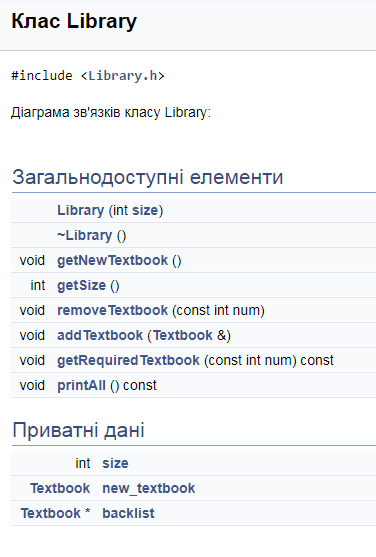 Клас Library
#include <Library.h>
Діаграма зв'язків класу Library:
Загальнодоступні елементи
Library (int size)
~Library ()
void getNewTextbook ()
int getSize ()
void removeTextbook (const int num)
void addTextbook (Textbook &)
void getRequiredTextbook (const int num) const
void printAll () const
Приватні дані
int size
Textbook new_textbook
Textbook * backlist